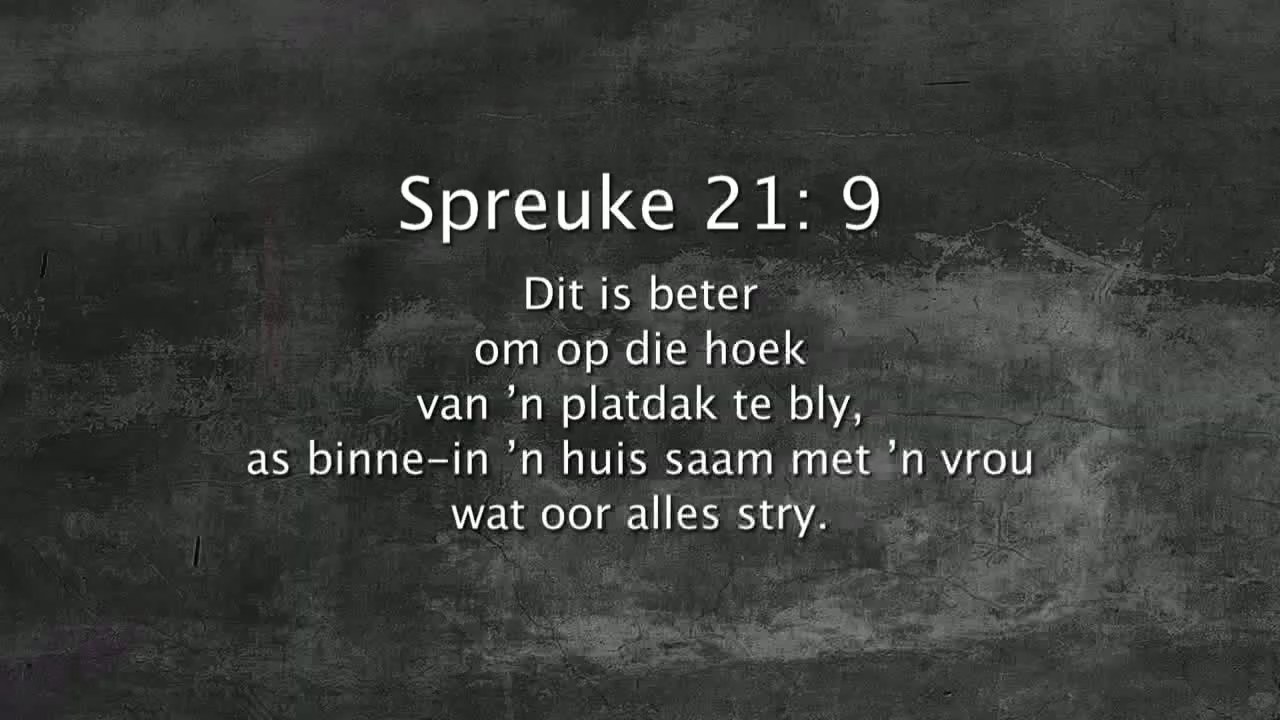 Spreuke 21: 9
Dit is beter
om op die hoek
van ’n platdak te bly,
as binne-in ’n huis saam met ’n vrou
wat oor alles stry.